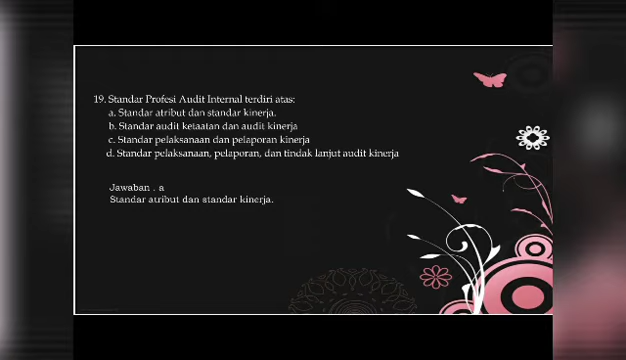 19. Standar Profesi Audit Internal terdiri atas:
a. Standar atribut dan standar kinerja.
b. Standar audit ketaatan dan audit kinerja
c. Standar pelaksanaan dan pelaporan kinerja
d. Standar pelaksanaan, pelaporan, dan tindak lanjut audit kinerja
Jawaban . a
Standar atribut dan standar kinerja.